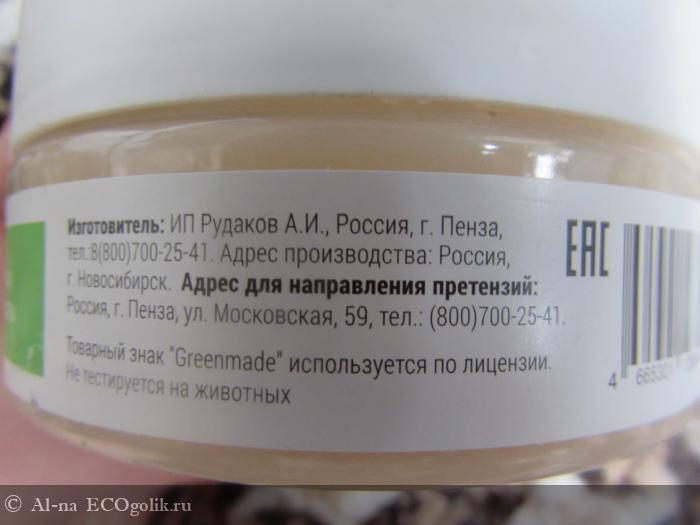 Изготовитель: ИП Рудаков А.И., Россия, г. Пенза,
тел.:8(800)700-25-41. Адрес производства: Россия,
г. Новосибирск. Адрес для направления претензий:
Россия, г. Пенза, ул. Московская, 59, тел.: (800)700-25-41.
Товарный знак "Greenmade" используется по лицензии.
Не тестируется на животных
EAC
4 665301
© Al-na ECOgolik.ru